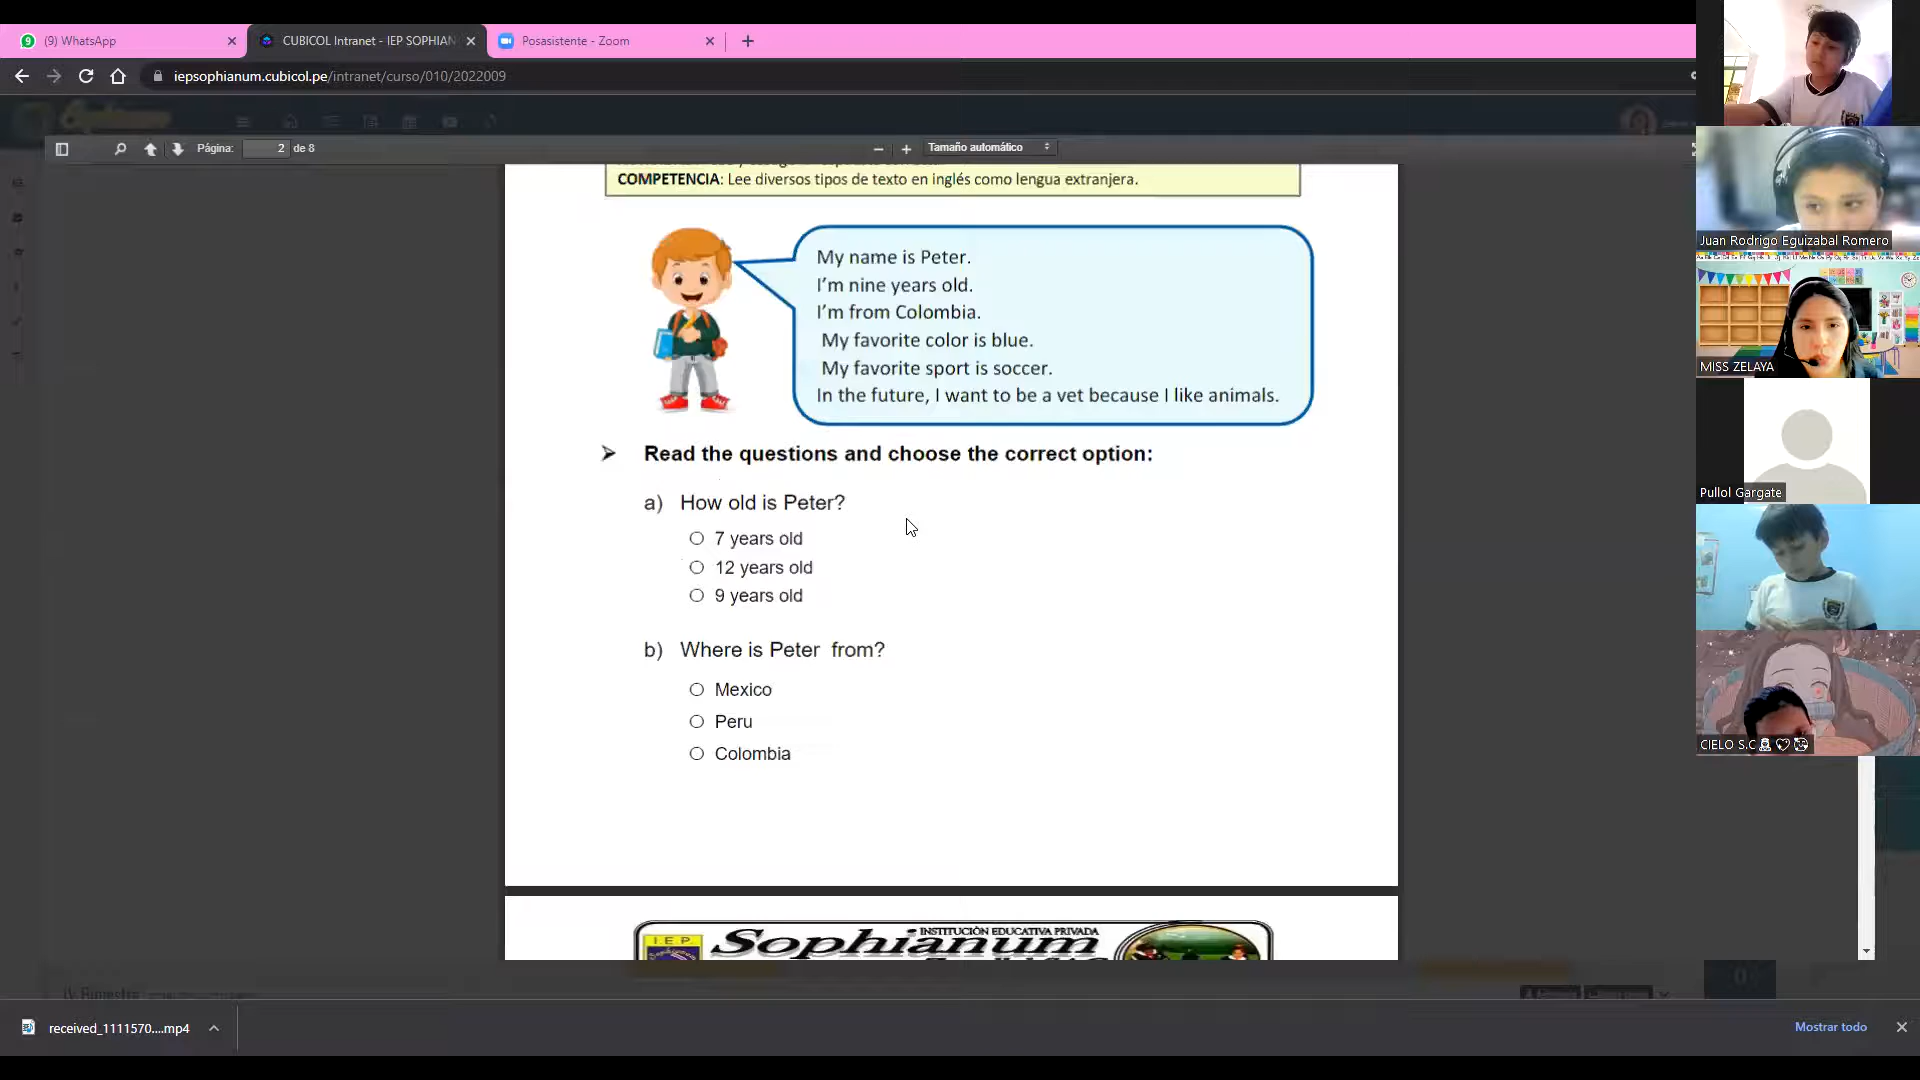 (9) WhatsApp
CUBICOL Intranet - IEP SOPHIAN
Posasistente - Zoom
iepsophianum.cubicol.pe/intranet/curso/010/2022009
Página: 2 de 8
Tamaño automático
COMPETENCIA: Lee diversos tipos de texto en inglés como lengua extranjera.
My name is Peter.
I'm nine years old.
I'm from Colombia.
My favorite color is blue.
My favorite sport is soccer.
In the future, I want to be a vet because I like animals.
➤ Read the questions and choose the correct option:
a) How old is Peter?
7 years old
12 years old
9 years old
b) Where is Peter from?
Mexico
Peru
Colombia
INSTITUCIÓN EDUCATIVA PRIVADA
I E P
Sophianum
IV Bimestre
Juan Rodrigo Eguizabal Romero
MISS ZELAYA
Pullol Gargate
CIELO S.C
received_1111570....mp4
Mostrar todo